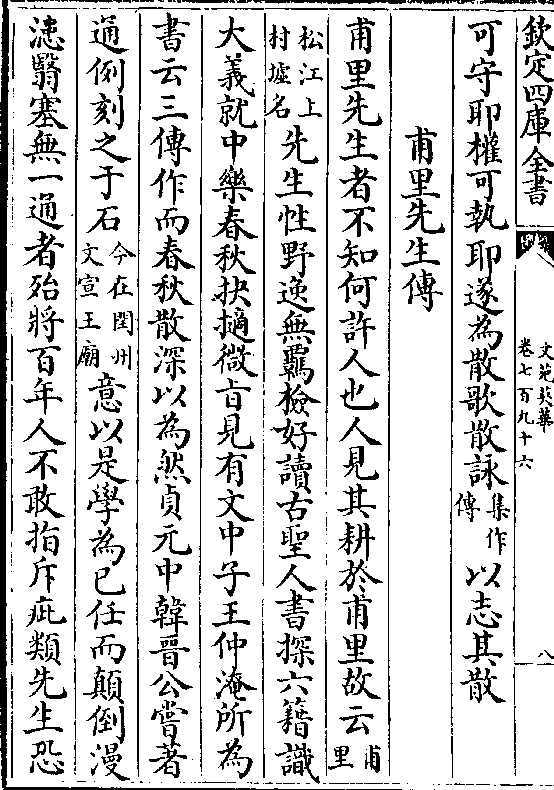 欽定四庫全書
文苑英華
卷七百九十六
八
可守耶權可執耶遂為散歌散詠集作傳以志其散
甫里先生傳
甫里先生者不知何許人也人見其耕於甫里故云甫里
松江上村墟名先生性野逸無羈檢好讀古聖人書探六籍識
大義就中樂春秋抉擿微旨見有文中子王仲淹所為
書云三傳作而春秋散深以為然貞元中韓晋公嘗著
通例刻之于石今在閏州文宣王廟意以是學為已任而顛倒漫
漶翳塞無一通者殆將百年人不敢指斥疵纇先生恐